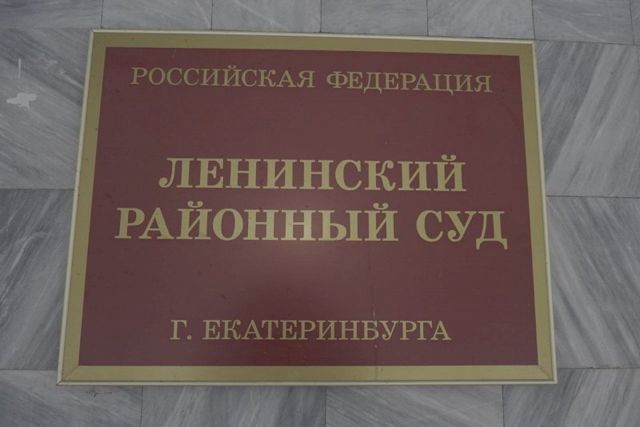 РОССИЙСКАЯ ФЕДЕРАЦИЯ
ЛЕНИНСКИЙ
РАЙОННЫЙ СУД
Г. ЕКАТЕРИНБУРГА